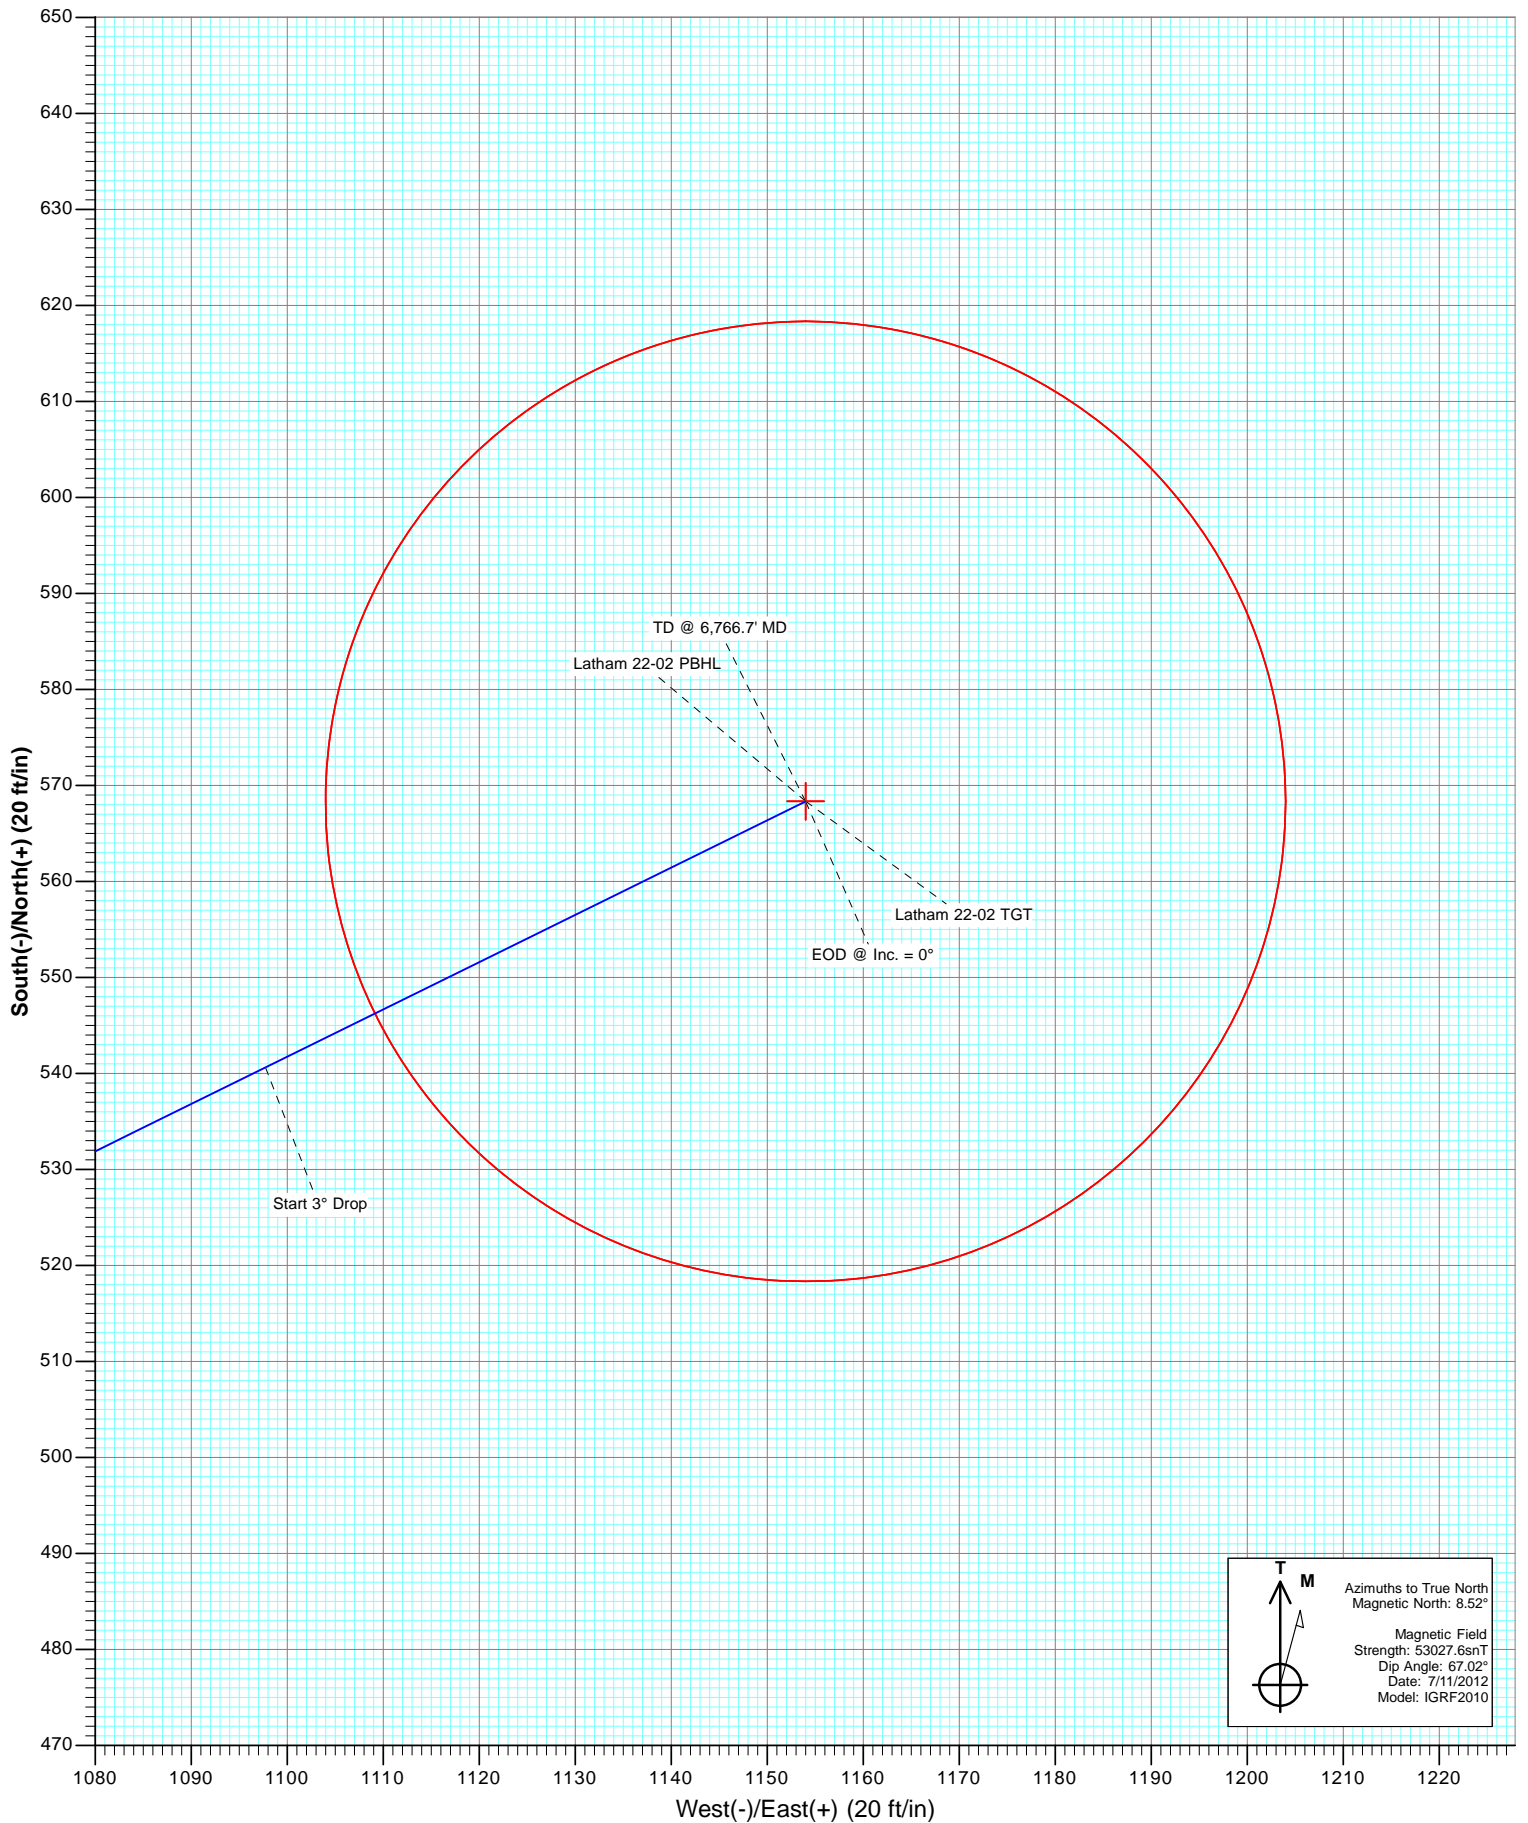 650
640
630
620
610
600
590
580
570
560
550
540
530
520
510
500
490
480
470
South(-)/North(+) (20 ft/in)
TD @ 6,766.7' MD
Latham 22-02 PBHL
Latham 22-02 TGT
EOD @ Inc. = 0°
Start 3° Drop
T
M
Azimuths to True North
Magnetic North: 8.52°
Magnetic Field
Strength: 53027.6snT
Dip Angle: 67.02°
Date: 7/11/2012
Model: IGRF2010
1080 1090 1100 1110 1120 1130 1140 1150 1160 1170 1180 1190 1200 1210 1220
West(-)/East(+) (20 ft/in)